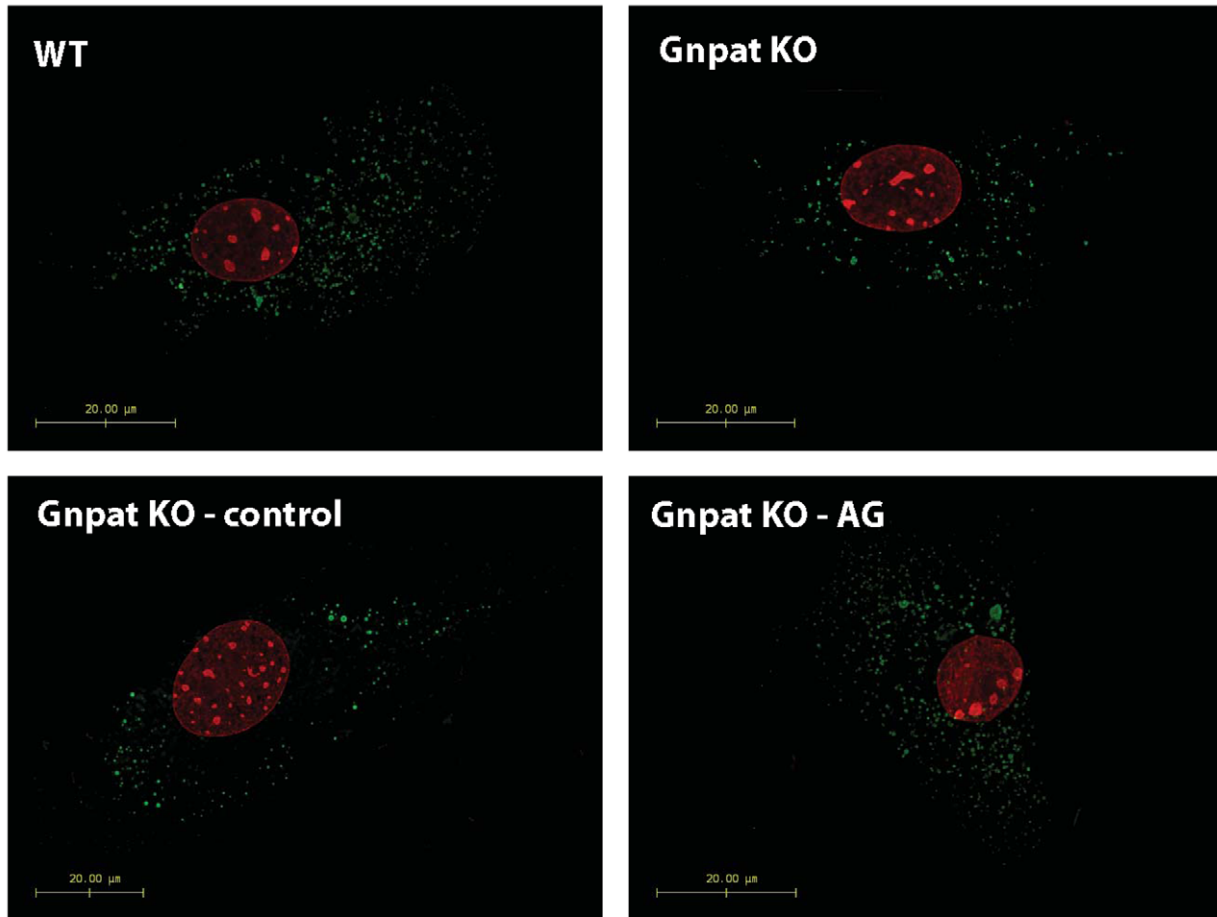 WT
20.00 µm
Gnpat KO
20.00 µm
Gnpat KO - control
20.00 µm
Gnpat KO - AG
20.00 µm